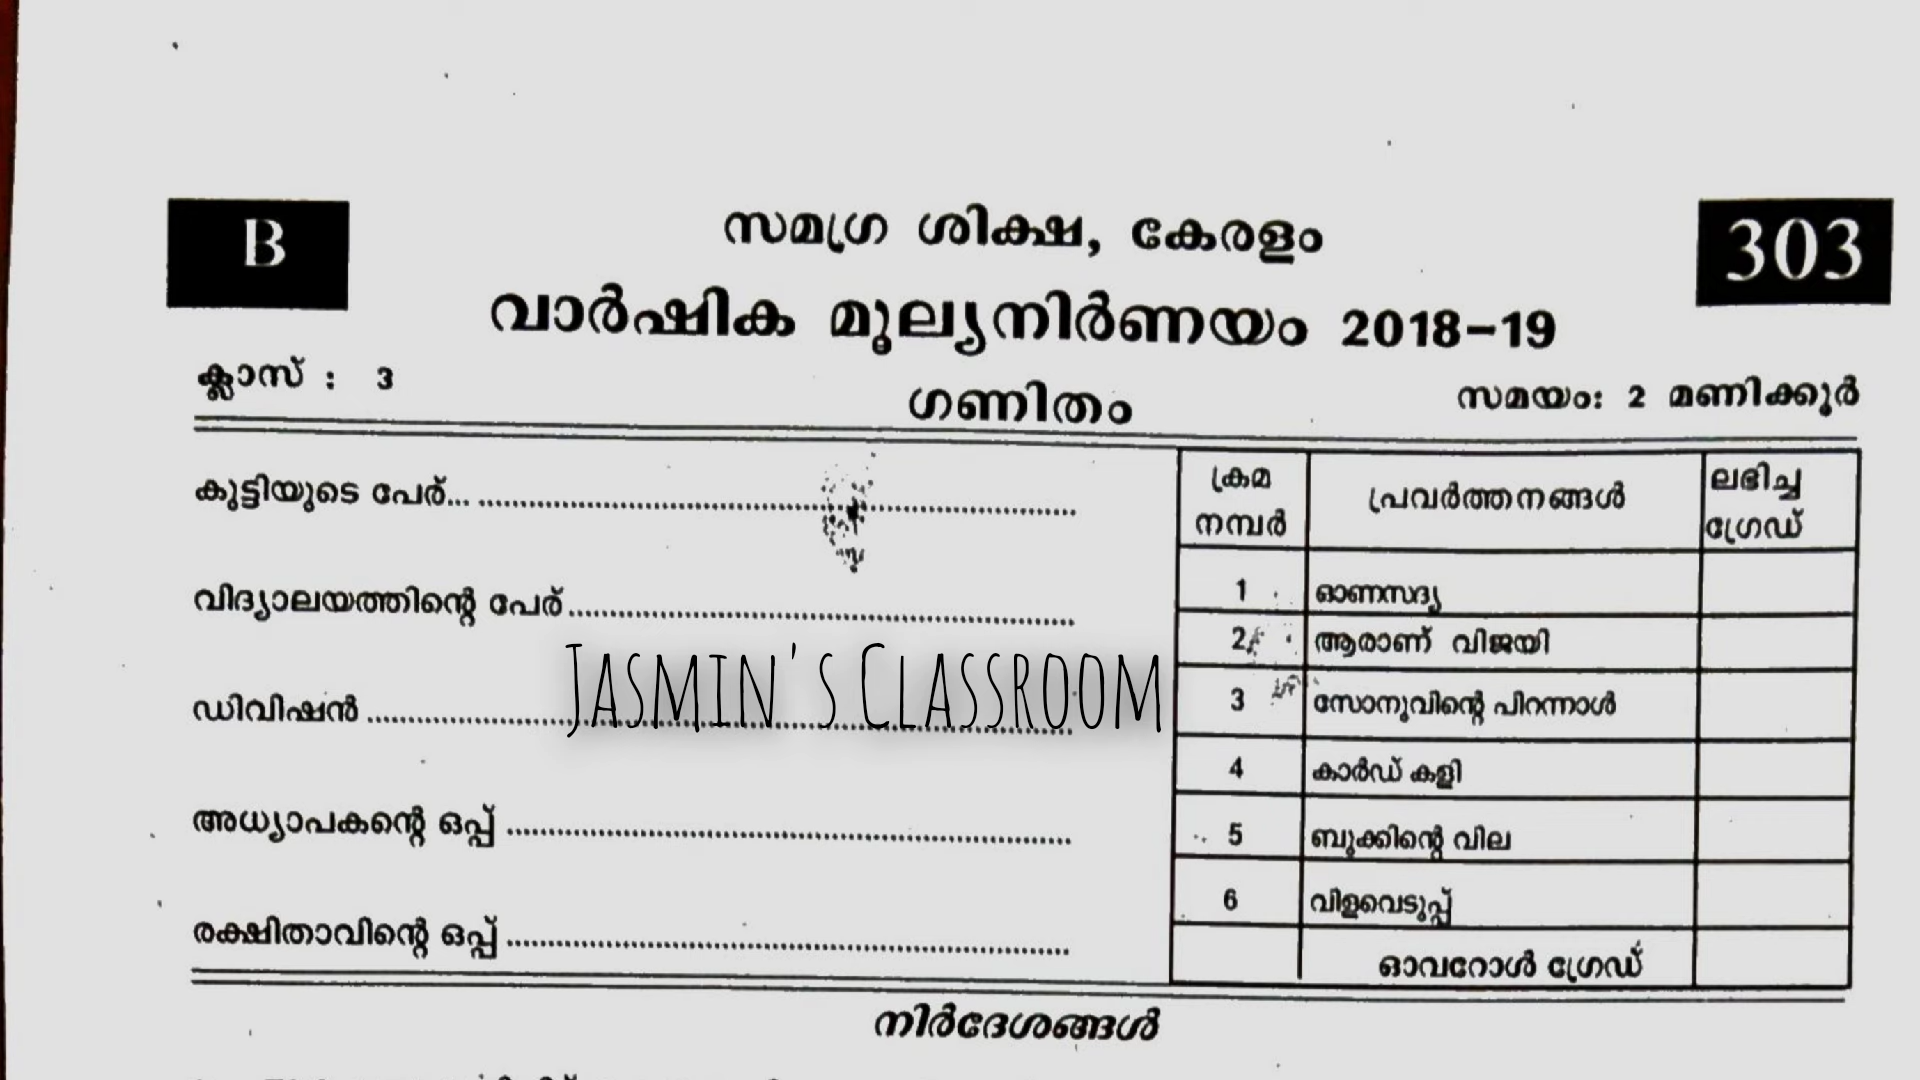 B
സമഗ്ര ശിക്ഷ, കേരളം
303
വാർഷിക മൂല്യനിർണയം 2018-19
ക്ലാസ് : 3
ഗണിതം
സമയം: 2 മണിക്കൂർ
കുട്ടിയുടെ പേര്... ................................................
വിദ്യാലയത്തിന്റെ പേര്................................................
ഡിവിഷൻ ................................................
അധ്യാപകന്റെ ഒപ്പ് ................................................
രക്ഷിതാവിന്റെ ഒപ്പ് ................................................
JASMIN'S CLASSROOM
ക്രമ നമ്പർ പ്രവർത്തനങ്ങൾ ലഭിച്ച ഗ്രേഡ്
1 ഓണസദ്യ
2 ആരാണ് വിജയി
3 സോനുവിന്റെ പിറന്നാൾ
4 കാർഡ് കളി
5 ബുക്കിന്റെ വില
6 വിളവെടുപ്പ്
ഓവറോൾ ഗ്രേഡ്
നിർദേശങ്ങൾ